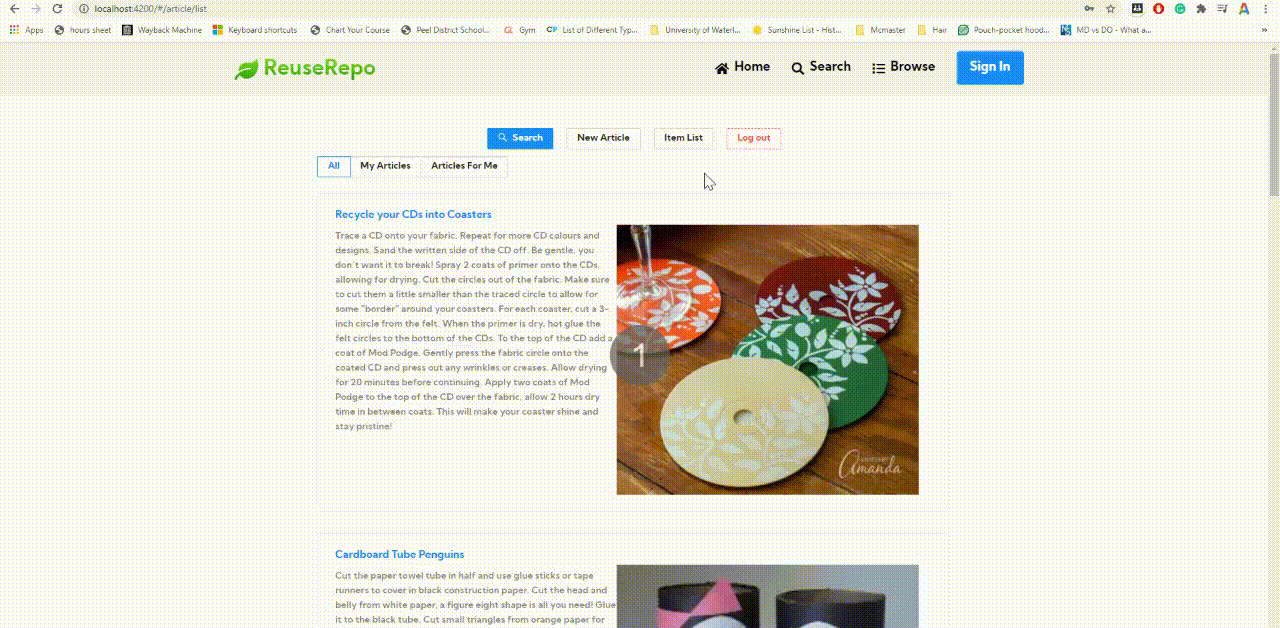 localhost:4200/#/article/list
Apps hours sheet Wayback Machine Keyboard shortcuts Chart Your Course Peel District School... GL Gym CP List of Different Typ... University of Waterl... Sunshine List - Hist... Mcmaster Hair Pouch-pocket hood... MD vs DO - What a... »
ReuseRepo Home Search Browse Sign In
Search New Article Item List Log out
All My Articles Articles For Me
Recycle your CDs into Coasters
Trace a CD onto your fabric. Repeat for more CD colours and
designs. Sand the written side of the CD off. Be gentle, you
don't want it to break! Spray 2 coats of primer onto the CDs,
allowing for drying. Cut the circles out of the fabric. Make sure
to cut them a little smaller than the traced circle to allow for
some "border" around your coasters. For each coaster, cut a 3-
inch circle from the felt. When the primer is dry, hot glue the
felt circles to the bottom of the CDs. To the top of the CD add a
coat of Mod Podge. Gently press the fabric circle onto the
coated CD and press out any wrinkles or creases. Allow drying
for 20 minutes before continuing. Apply two coats of Mod
Podge to the top of the CD over the fabric, allow 2 hours dry
time in between coats. This will make your coaster shine and
stay pristine!
1
Amanda
Cardboard Tube Penguins
Cut the paper towel tube in half and use glue sticks or tape
runners to cover in black construction paper. Cut the head and
belly from white paper, a figure eight shape is all you need! Glue
it to the black tube. Cut small triangles from orange paper for